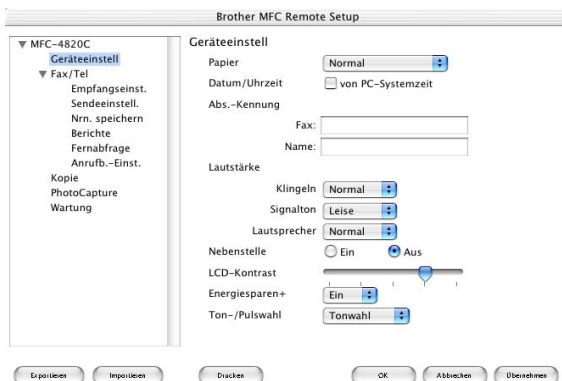 Brother MFC Remote Setup
MFC-4820C
Geräteeinstell
Fax/Tel
Empfangseinst.
Sendeeinstell.
Nrn. speichern
Berichte
Fernabfrage
Anrufb.-Einst.
Kopie
PhotoCapture
Wartung
Geräteeinstell
Papier Normal
Datum/Uhrzeit von PC-Systemzeit
Abs.-Kennung
Fax:
Name:
Lautstärke
Klingeln Normal
Signalton Leise
Lautsprecher Normal
Nebenstelle Ein Aus
LCD-Kontrast
Energiesparen+ Ein
Ton-/Pulswahl Tonwahl
Exportieren Importieren Drucken OK Abbrechen Übernehmen